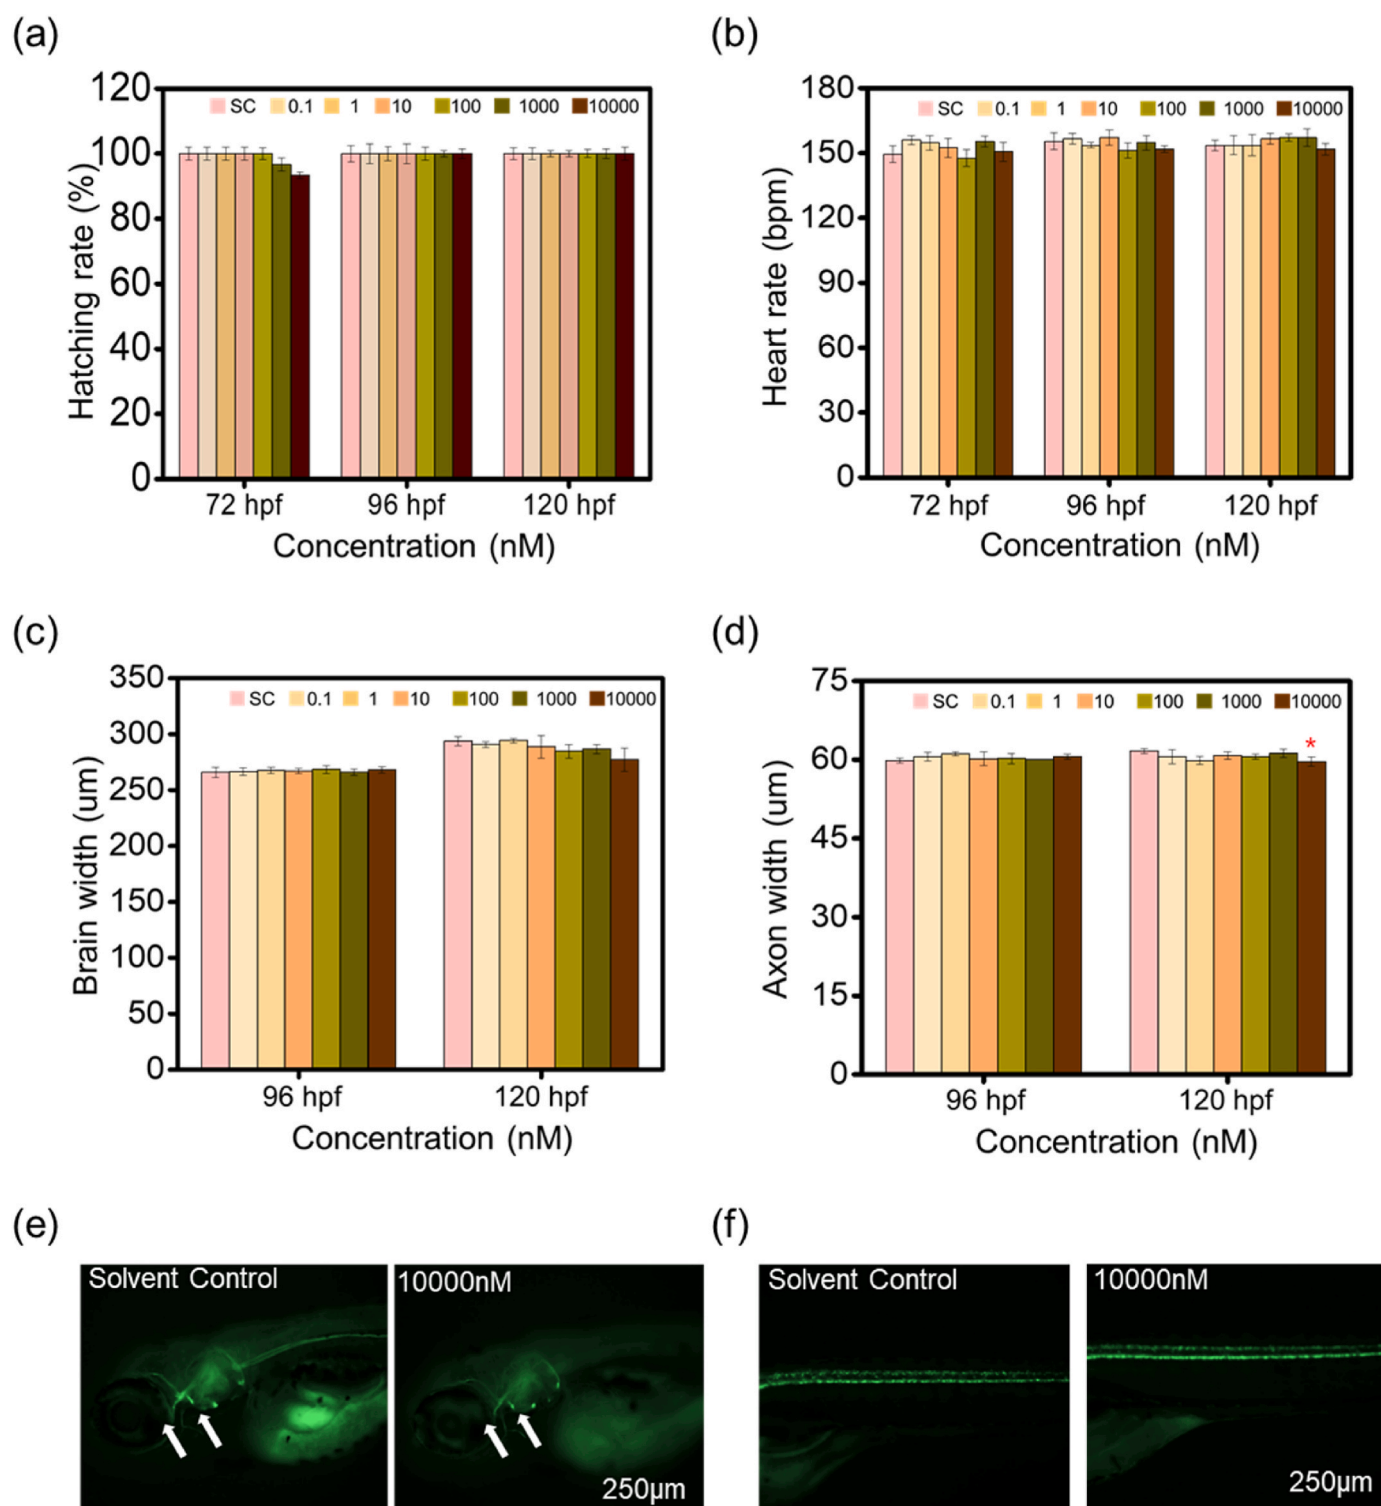 (a)
120
100
80
60
40
20
0
Hatching rate (%)
SC 0.1 1 10 100 1000 10000
72 hpf 96 hpf 120 hpf
Concentration (nM)
(b)
180
150
120
90
60
30
0
Heart rate (bpm)
SC 0.1 1 10 100 1000 10000
72 hpf 96 hpf 120 hpf
Concentration (nM)
(c)
350
300
250
200
150
100
50
0
Brain width (um)
SC 0.1 1 10 100 1000 10000
96 hpf 120 hpf
Concentration (nM)
(d)
75
60
45
30
15
0
Axon width (um)
SC 0.1 1 10 100 1000 10000
*
96 hpf 120 hpf
Concentration (nM)
(e)
Solvent Control
10000nM
250µm
(f)
Solvent Control
10000nM
250µm